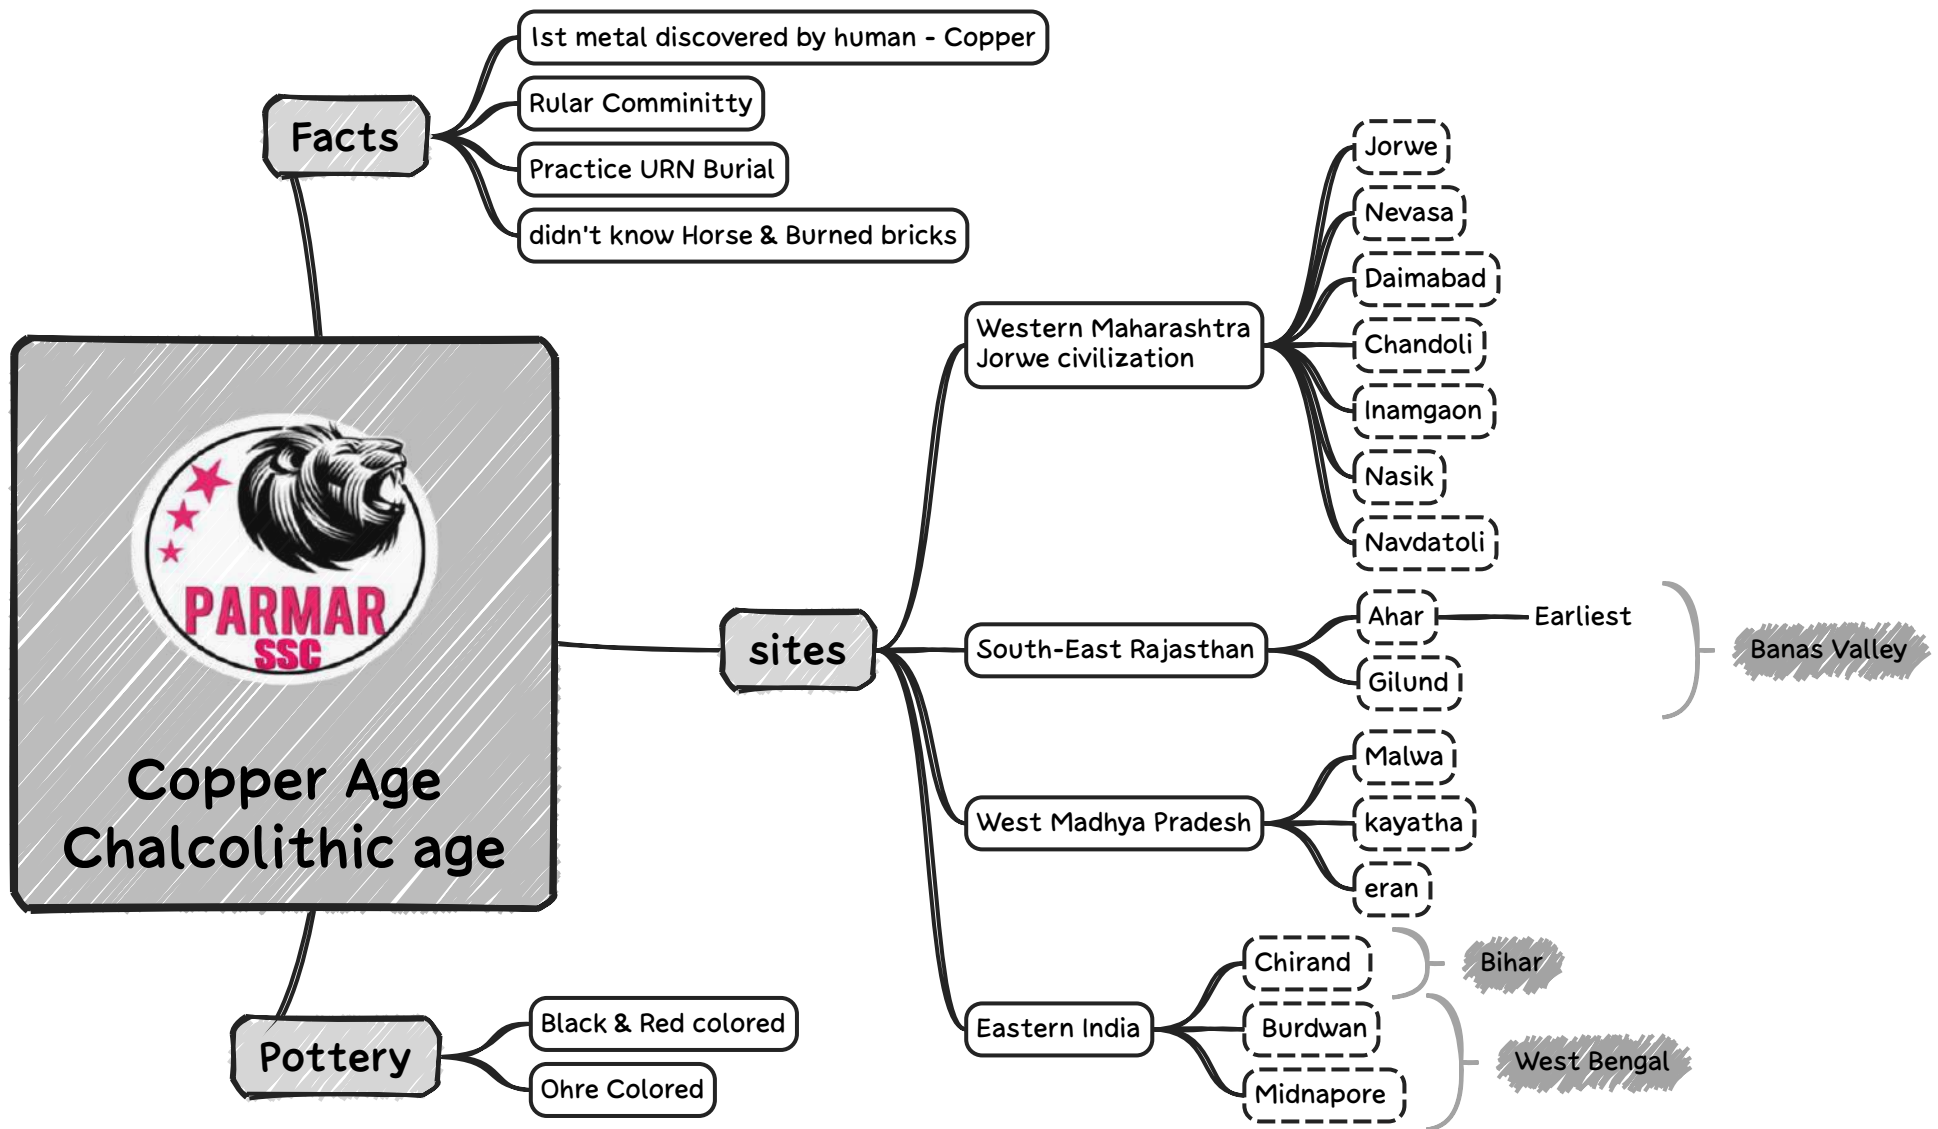 1st metal discovered by human - Copper
Rular Comminitty
Facts
Practice URN Burial
didn't know Horse & Burned bricks
PARMAR
SSC
Copper Age
Chalcolithic age
sites
Western Maharashtra
Jorwe civilization
Jorwe
Nevasa
Daimabad
Chandoli
Inamgaon
Nasik
Navdatoli
South-East Rajasthan
Ahar
Earliest
Gilund
Banas Valley
West Madhya Pradesh
Malwa
kayatha
eran
Eastern India
Chirand
Bihar
Burdwan
Midnapore
West Bengal
Pottery
Black & Red colored
Ohre Colored